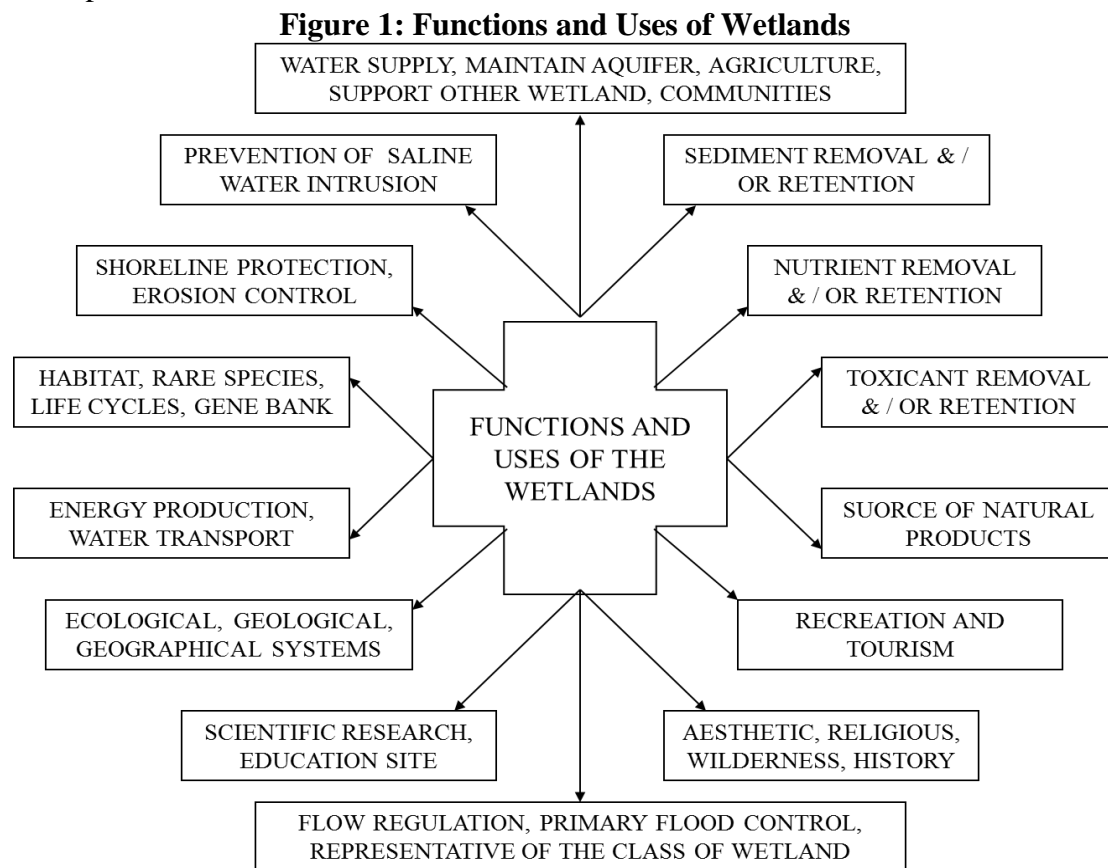 Figure 1: Functions and Uses of Wetlands
WATER SUPPLY, MAINTAIN AQUIFER, AGRICULTURE,
SUPPORT OTHER WETLAND, COMMUNITIES
PREVENTION OF SALINE
WATER INTRUSION
SEDIMENT REMOVAL & /
OR RETENTION
SHORELINE PROTECTION,
EROSION CONTROL
NUTRIENT REMOVAL
& / OR RETENTION
HABITAT, RARE SPECIES,
LIFE CYCLES, GENE BANK
TOXICANT REMOVAL
& / OR RETENTION
FUNCTIONS AND
USES OF THE
WETLANDS
ENERGY PRODUCTION,
WATER TRANSPORT
SUORCE OF NATURAL
PRODUCTS
ECOLOGICAL, GEOLOGICAL,
GEOGRAPHICAL SYSTEMS
RECREATION AND
TOURISM
SCIENTIFIC RESEARCH,
EDUCATION SITE
AESTHETIC, RELIGIOUS,
WILDERNESS, HISTORY
FLOW REGULATION, PRIMARY FLOOD CONTROL,
REPRESENTATIVE OF THE CLASS OF WETLAND